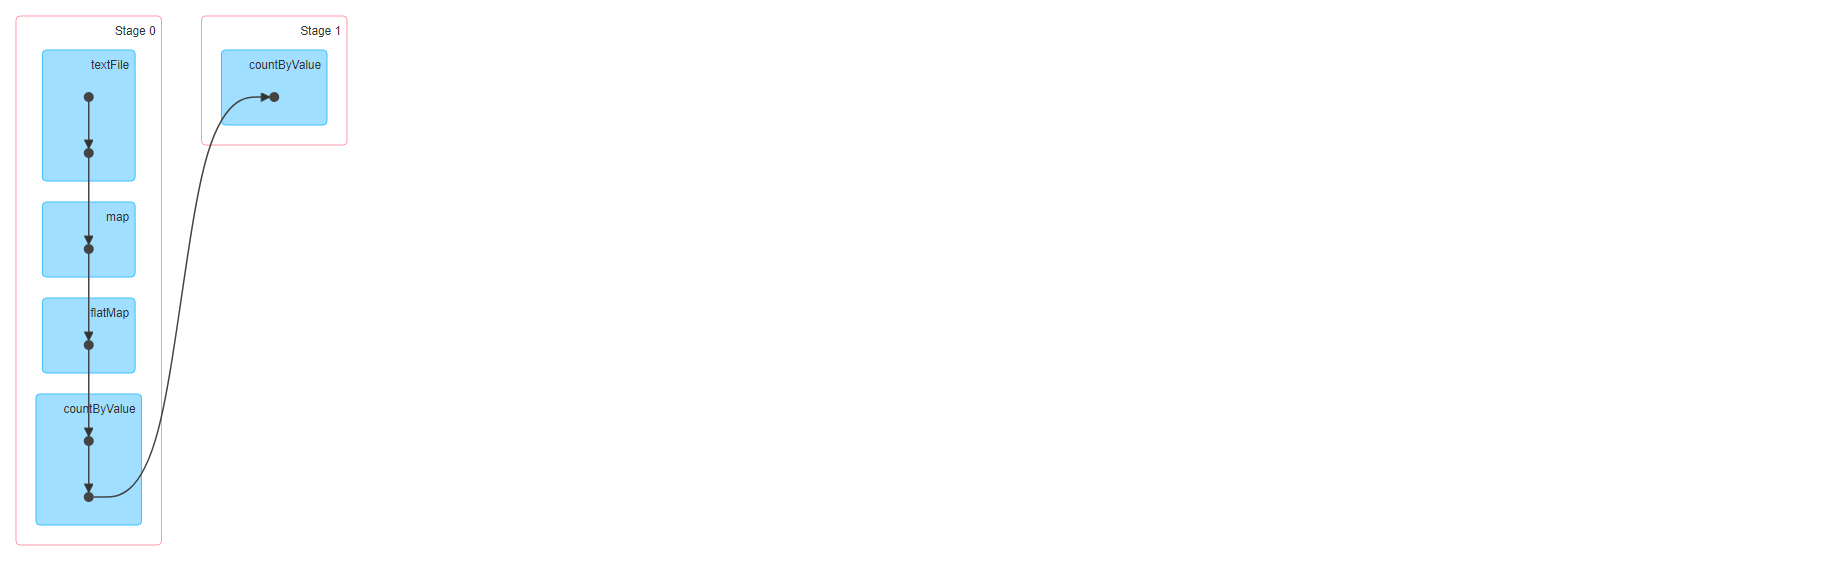 Stage 0
textFile
map
flatMap
countByValue
Stage 1
countByValue